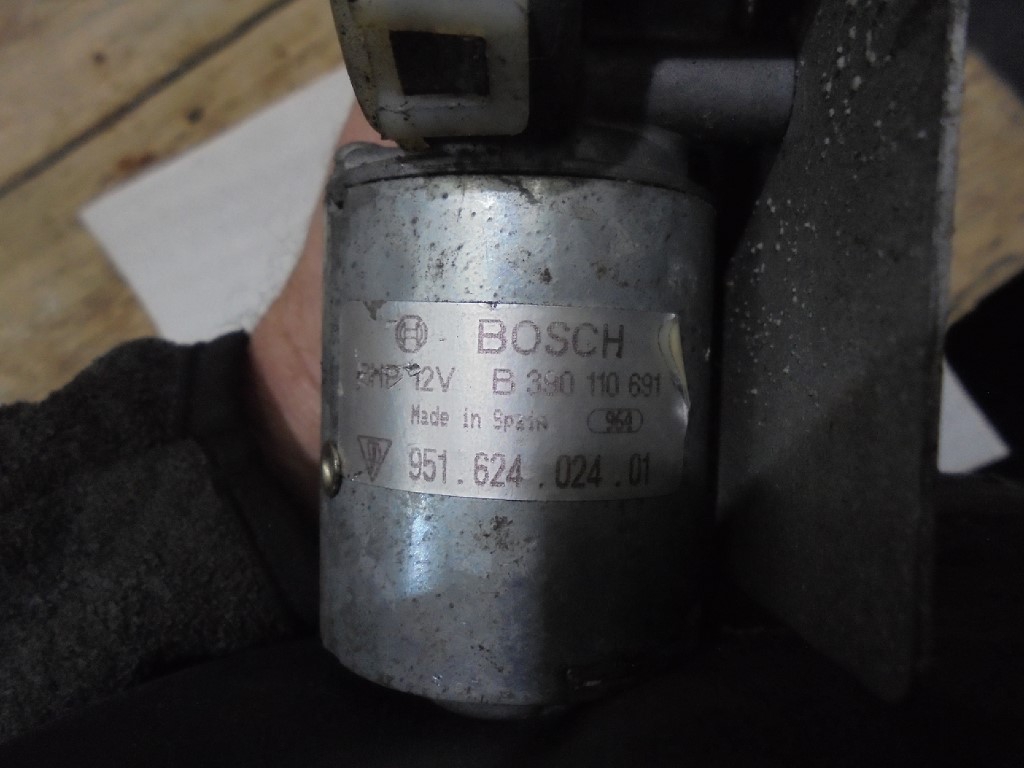 BOSCH
12V B 390 110 691
Made in Spain 964
951.624.024.01